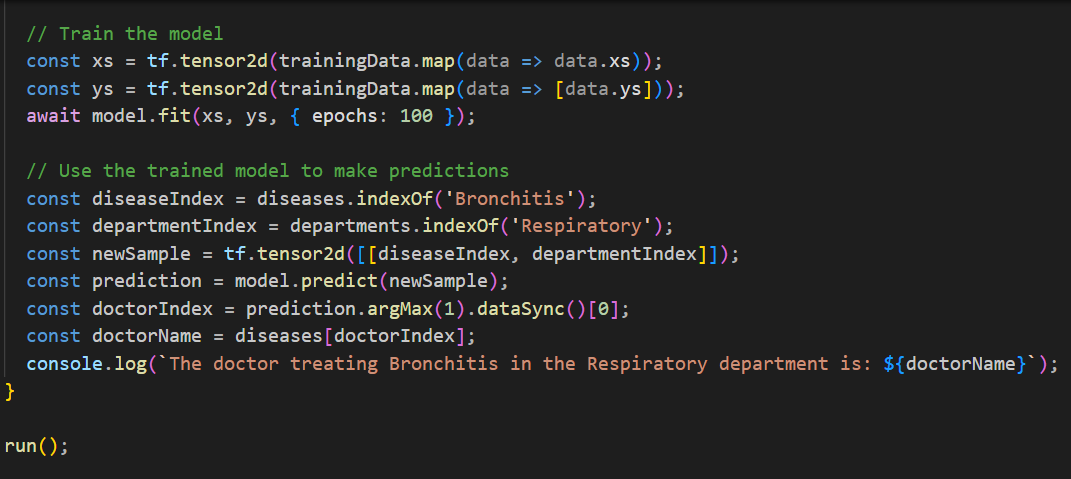 // Train the model
const xs = tf.tensor2d(trainingData.map(data => data.xs));
const ys = tf.tensor2d(trainingData.map(data => [data.ys]));
await model.fit(xs, ys, { epochs: 100 });
// Use the trained model to make predictions
const diseaseIndex = diseases.indexOf('Bronchitis');
const departmentIndex = departments.indexOf('Respiratory');
const newSample = tf.tensor2d([[diseaseIndex, departmentIndex]]);
const prediction = model.predict(newSample);
const doctorIndex = prediction.argMax(1).dataSync()[0];
const doctorName = diseases[doctorIndex];
console.log(`The doctor treating Bronchitis in the Respiratory department is: ${doctorName}`);
}
run();